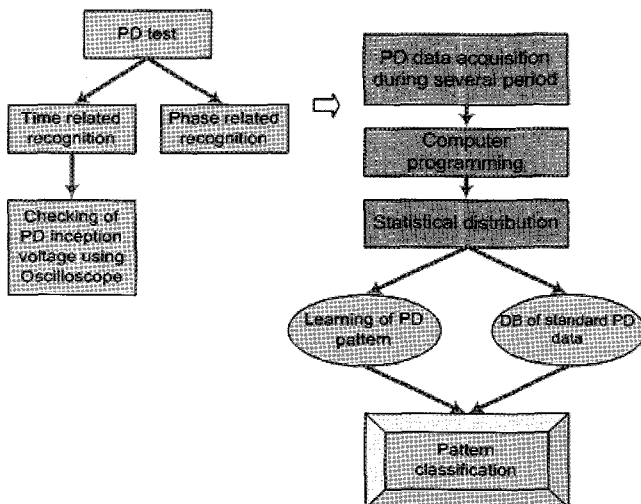 PD test
Time related
recognition
Phase related
recognition
Checking of
PD inception
voltage using
Oscilloscope
PD data acquisition
during several period
Computer
programming
Statistical distribution
Learning of PD
pattern
DB of standard PD
data
Pattern
classification